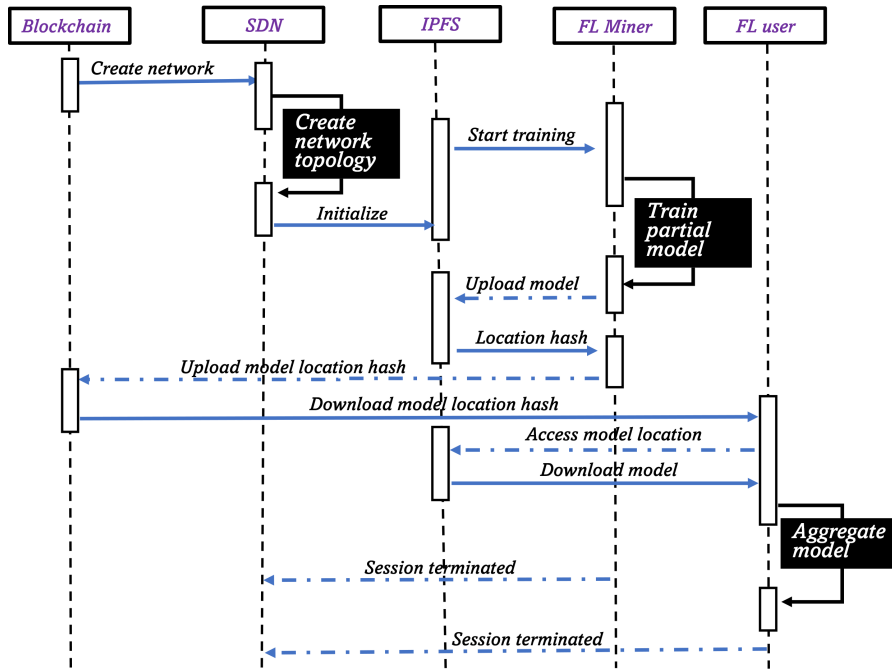 Blockchain
SDN
IPFS
FL Miner
FL user
Create network
Create
network
topology
Start training
Initialize
Train
partial
model
Upload model
Location hash
Upload model location hash
Download model location hash
Access model location
Download model
Aggregate
model
Session terminated
Session terminated